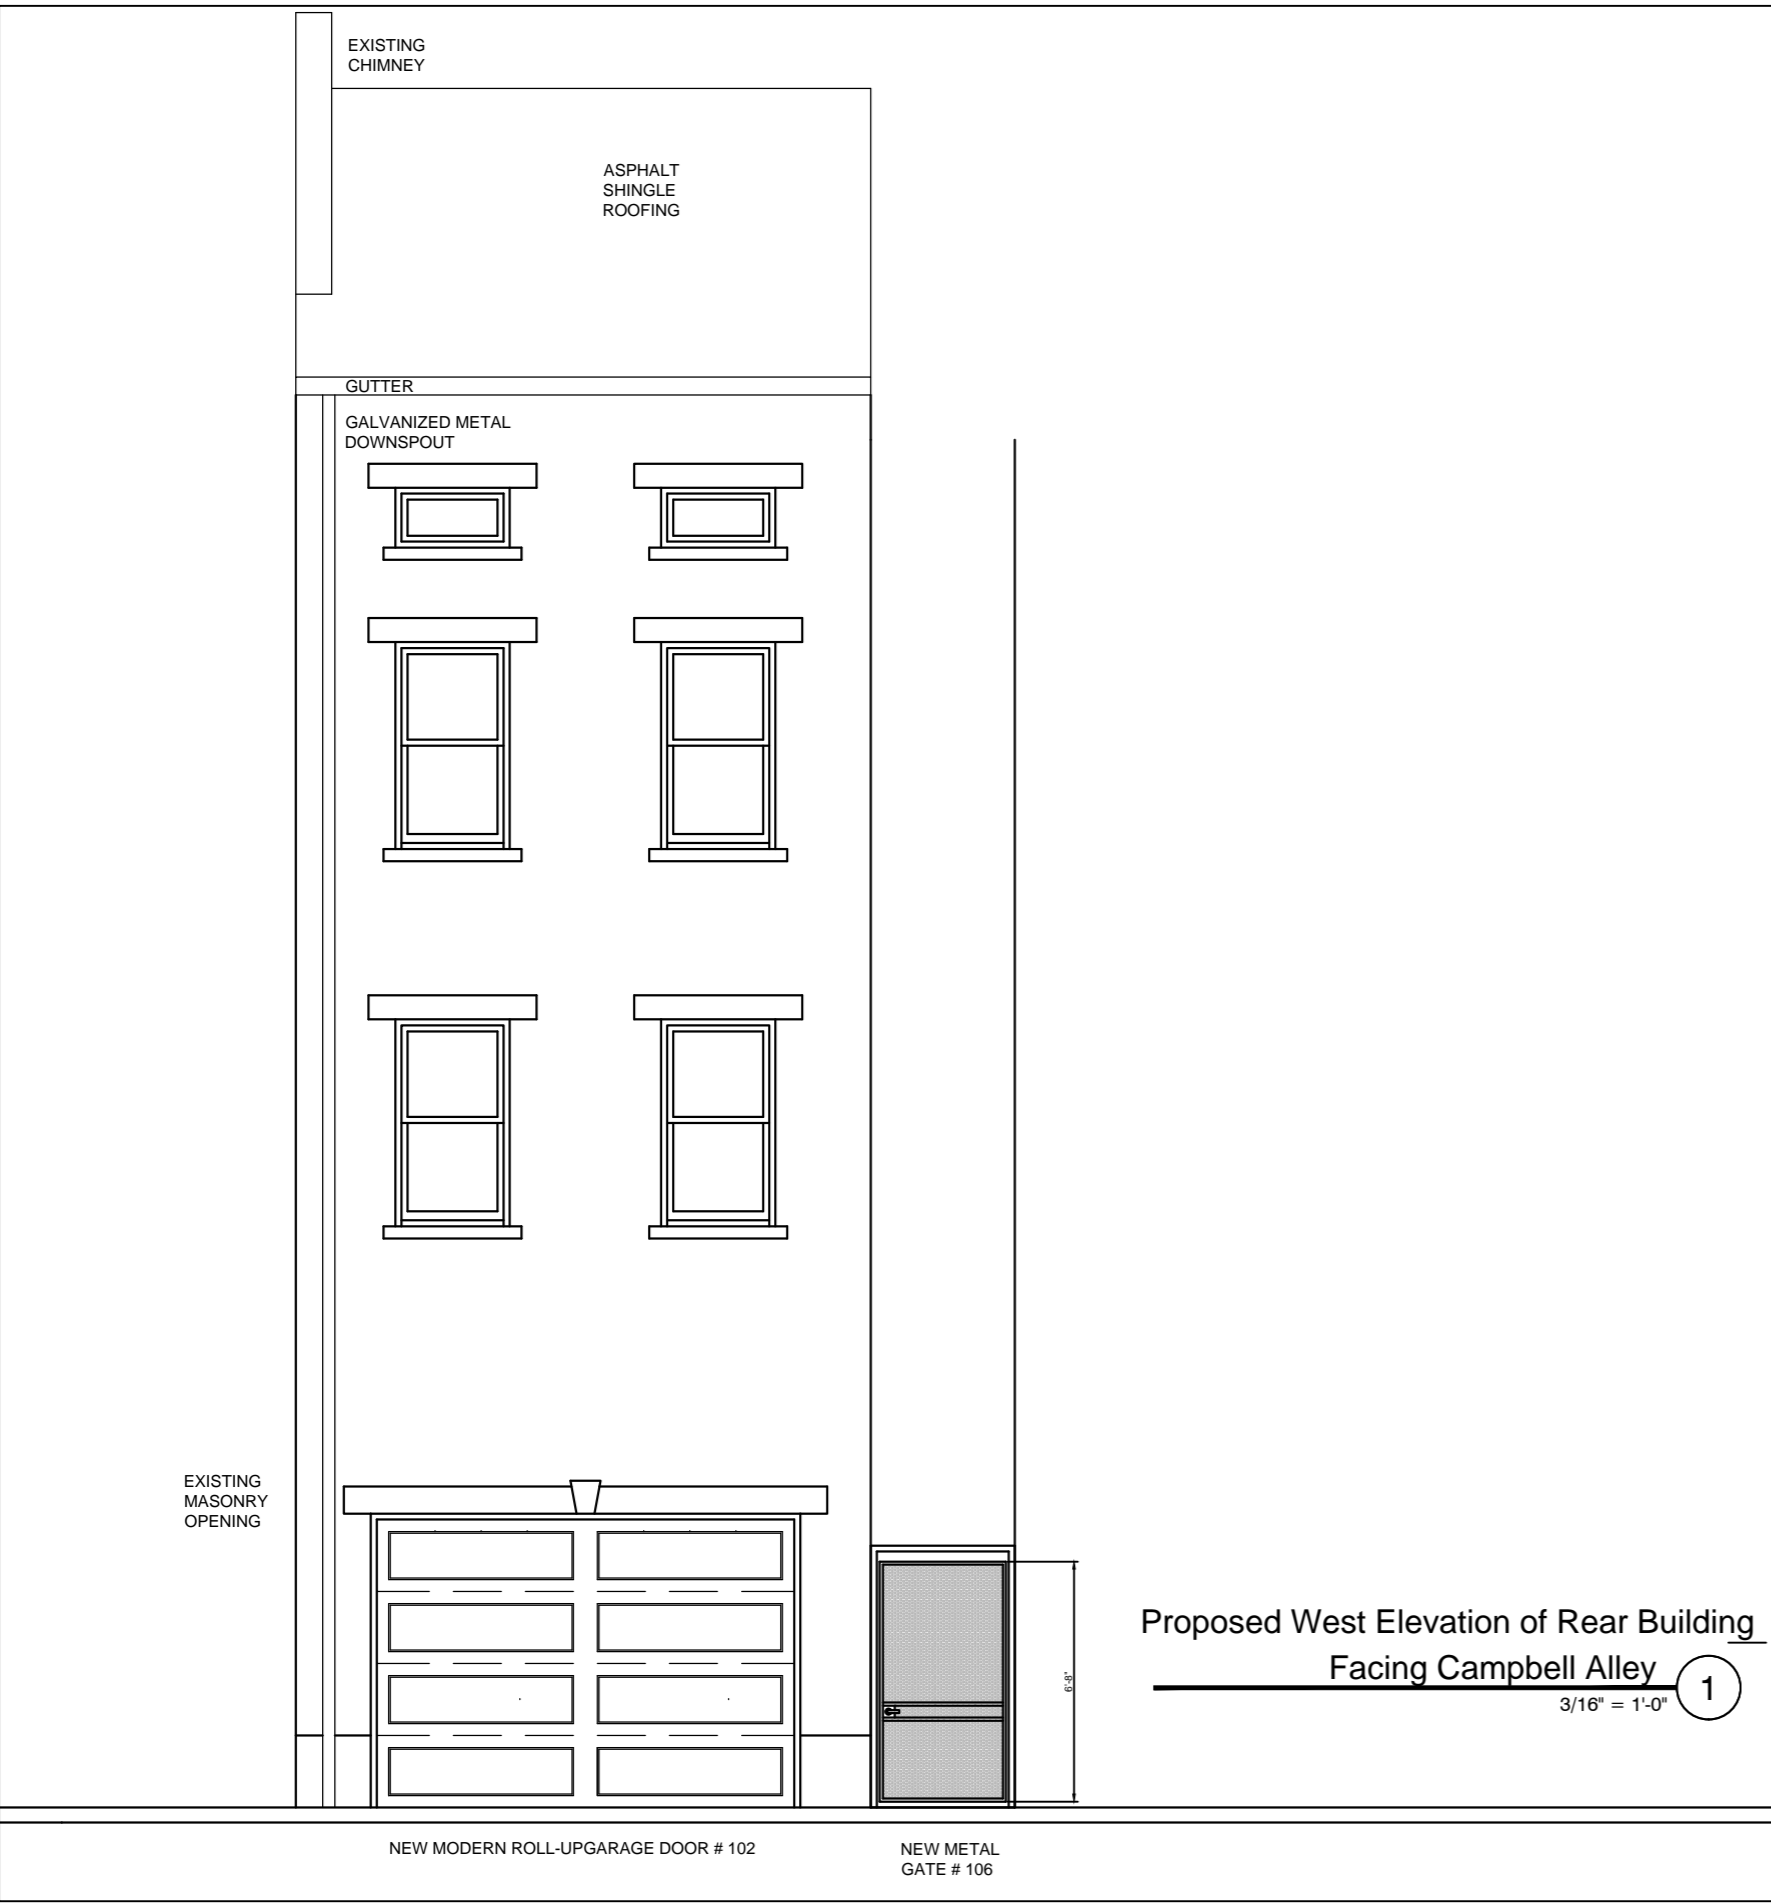 EXISTING
CHIMNEY
ASPHALT
SHINGLE
ROOFING
GUTTER
GALVANIZED METAL
DOWNSPOUT
EXISTING
MASONRY
OPENING
6'-8"
Proposed West Elevation of Rear Building
Facing Campbell Alley
1
3/16" = 1'-0"
NEW MODERN ROLL-UPGARAGE DOOR # 102
NEW METAL
GATE # 106